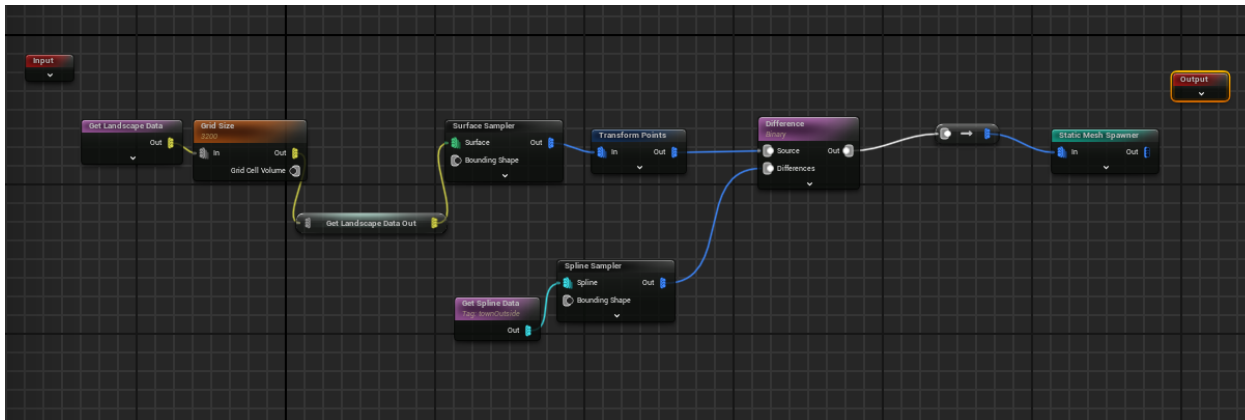 Input
Output
Get Landscape Data
Out
Grid Size
3200
In
Out
Grid Cell Volume
Get Landscape Data Out
Surface Sampler
Surface
Out
Bounding Shape
Transform Points
In
Out
Difference
Binary
Source
Out
Differences
Static Mesh Spawner
In
Out
Spline Sampler
Spline
Out
Bounding Shape
Get Spline Data
Tag: townOutside
Out